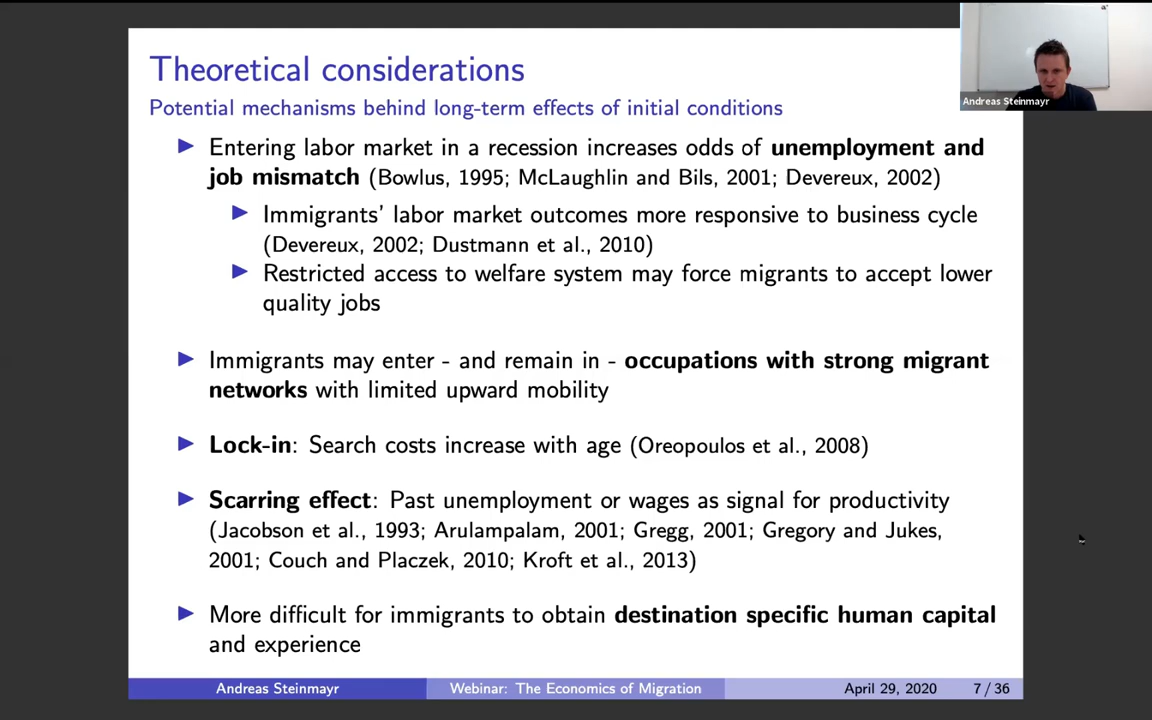 Theoretical considerations
Potential mechanisms behind long-term effects of initial conditions
Entering labor market in a recession increases odds of unemployment and
job mismatch (Bowlus, 1995; McLaughlin and Bils, 2001; Devereux, 2002)
Immigrants' labor market outcomes more responsive to business cycle
(Devereux, 2002; Dustmann et al., 2010)
Restricted access to welfare system may force migrants to accept lower
quality jobs
Immigrants may enter - and remain in - occupations with strong migrant
networks with limited upward mobility
Lock-in: Search costs increase with age (Oreopoulos et al., 2008)
Scarring effect: Past unemployment or wages as signal for productivity
(Jacobson et al., 1993; Arulampalam, 2001; Gregg, 2001; Gregory and Jukes,
2001; Couch and Placzek, 2010; Kroft et al., 2013)
More difficult for immigrants to obtain destination specific human capital
and experience
Andreas Steinmayr
Webinar: The Economics of Migration
April 29, 2020
7 / 36
Andreas Steinmayr